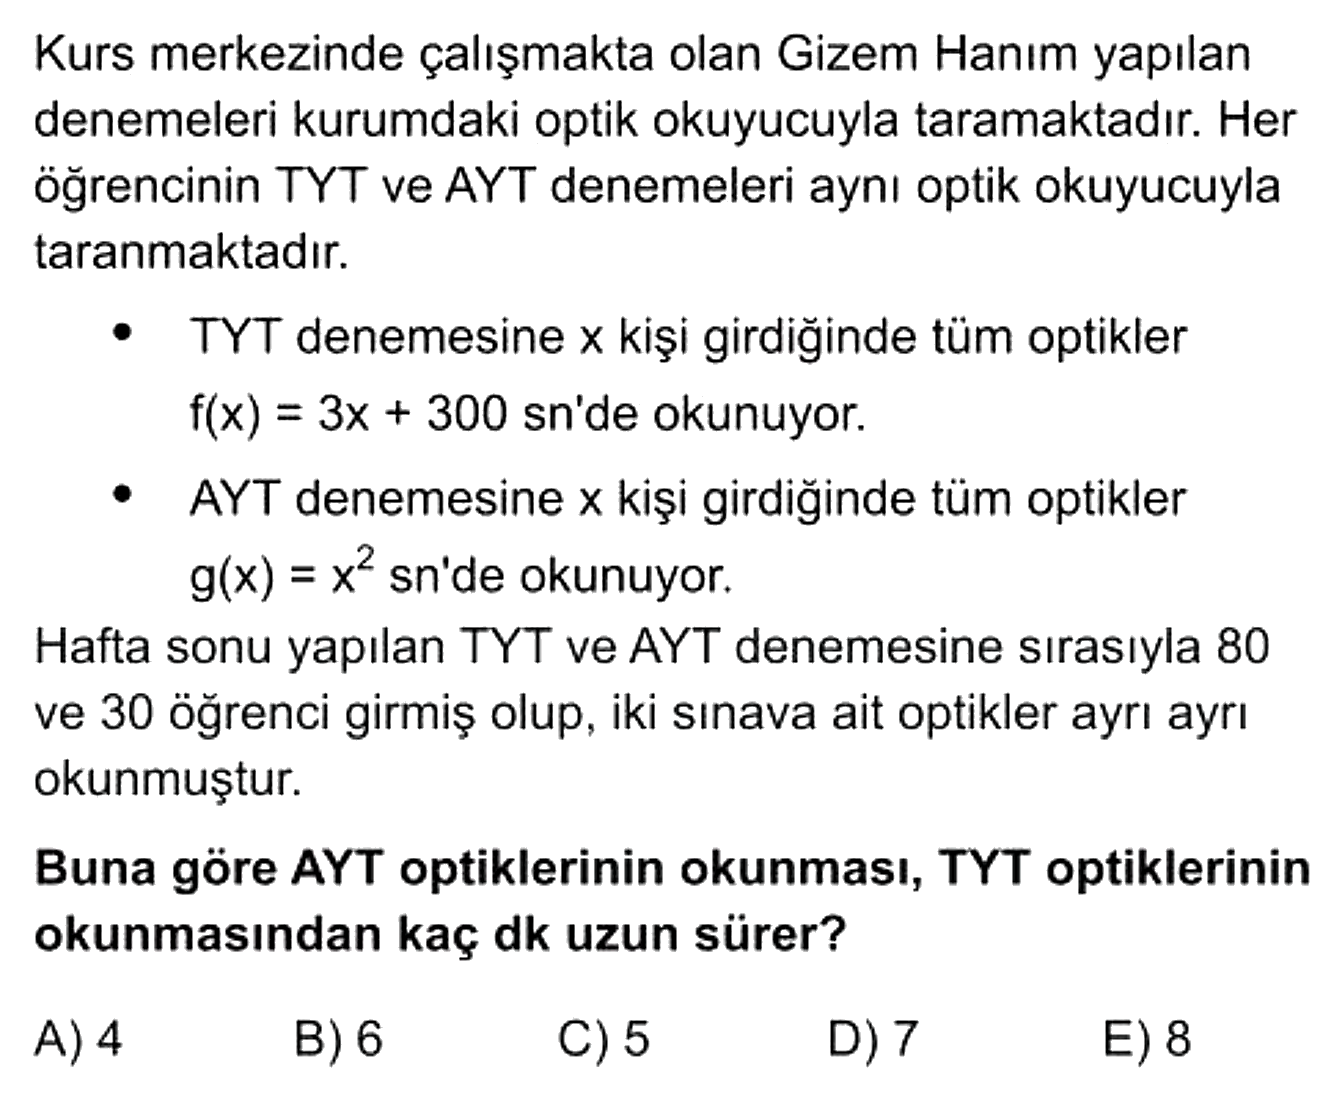 Kurs merkezinde çalışmakta olan Gizem Hanım yapılan
denemeleri kurumdaki optik okuyucuyla taramaktadır. Her
öğrencinin TYT ve AYT denemeleri aynı optik okuyucuyla
taranmaktadır.
• TYT denemesine x kişi girdiğinde tüm optikler
f(x) = 3x + 300 sn'de okunuyor.
• AYT denemesine x kişi girdiğinde tüm optikler
g(x) = x² sn'de okunuyor.
Hafta sonu yapılan TYT ve AYT denemesine sırasıyla 80
ve 30 öğrenci girmiş olup, iki sınava ait optikler ayrı ayrı
okunmuştur.
Buna göre AYT optiklerinin okunması, TYT optiklerinin
okunmasından kaç dk uzun sürer?
A) 4 B) 6 C) 5 D) 7 E) 8